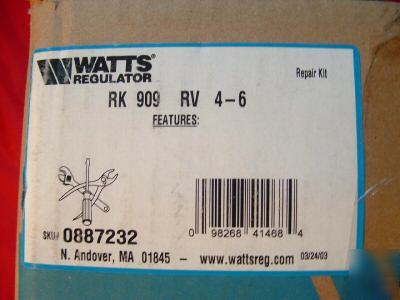 WATTS
REGULATOR
Repair Kit
RK 909 RV 4-6
FEATURES:
SKU# 0887232
0 98268 41468 4
N. Andover, MA 01845 - www.wattsreg.com 03/24/03